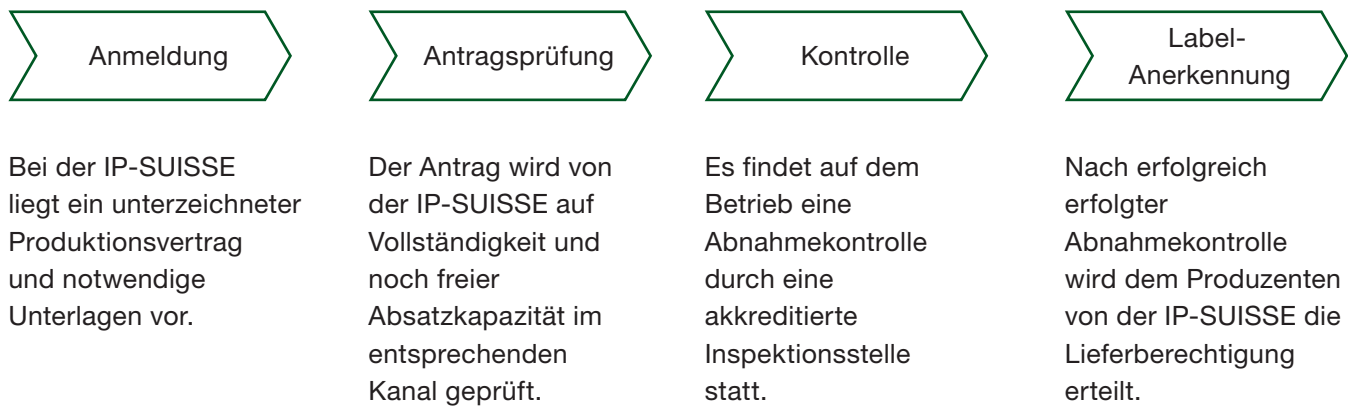 Anmeldung
Antragsprüfung
Kontrolle
Label-
Anerkennung
Bei der IP-SUISSE
liegt ein unterzeichneter
Produktionsvertrag
und notwendige
Unterlagen vor.
Der Antrag wird von
der IP-SUISSE auf
Vollständigkeit und
noch freier
Absatzkapazität im
entsprechenden
Kanal geprüft.
Es findet auf dem
Betrieb eine
Abnahmekontrolle
durch eine
akkreditierte
Inspektionsstelle
statt.
Nach erfolgreich
erfolgter
Abnahmekontrolle
wird dem Produzenten
von der IP-SUISSE die
Lieferberechtigung
erteilt.